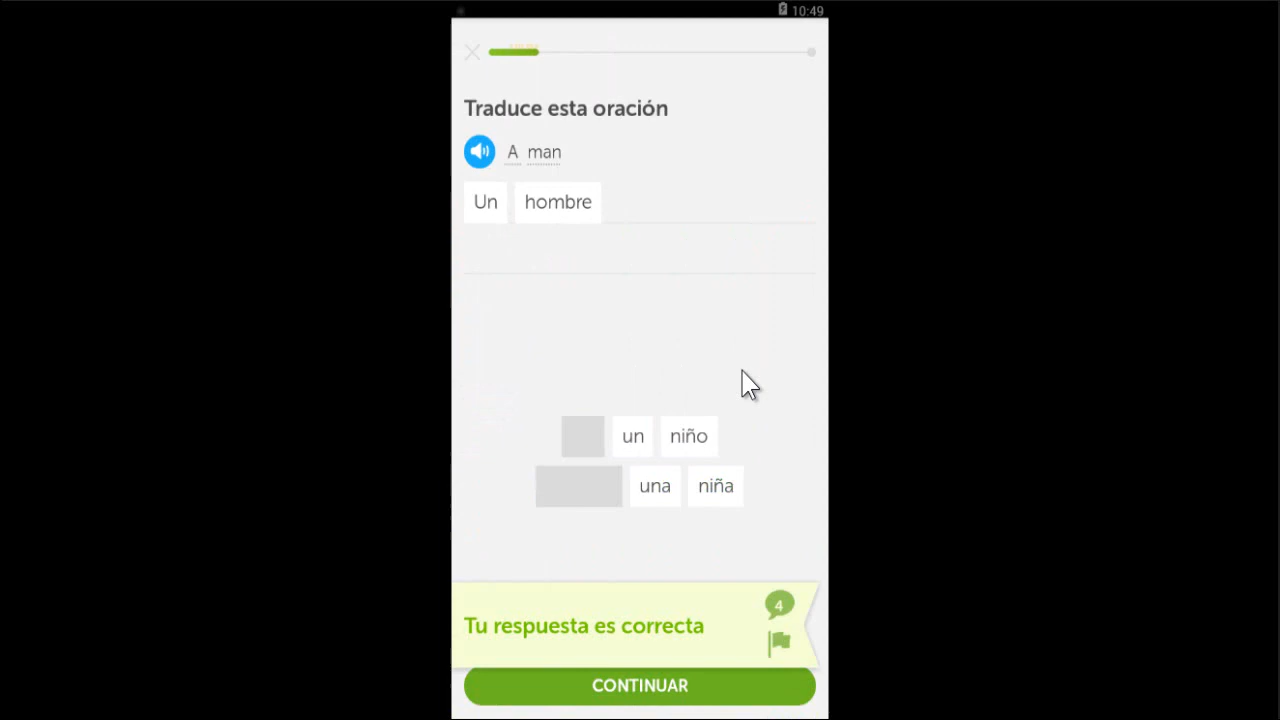 10:49
Traduce esta oración
A man
Un hombre
un niño
una niña
4
Tu respuesta es correcta
CONTINUAR